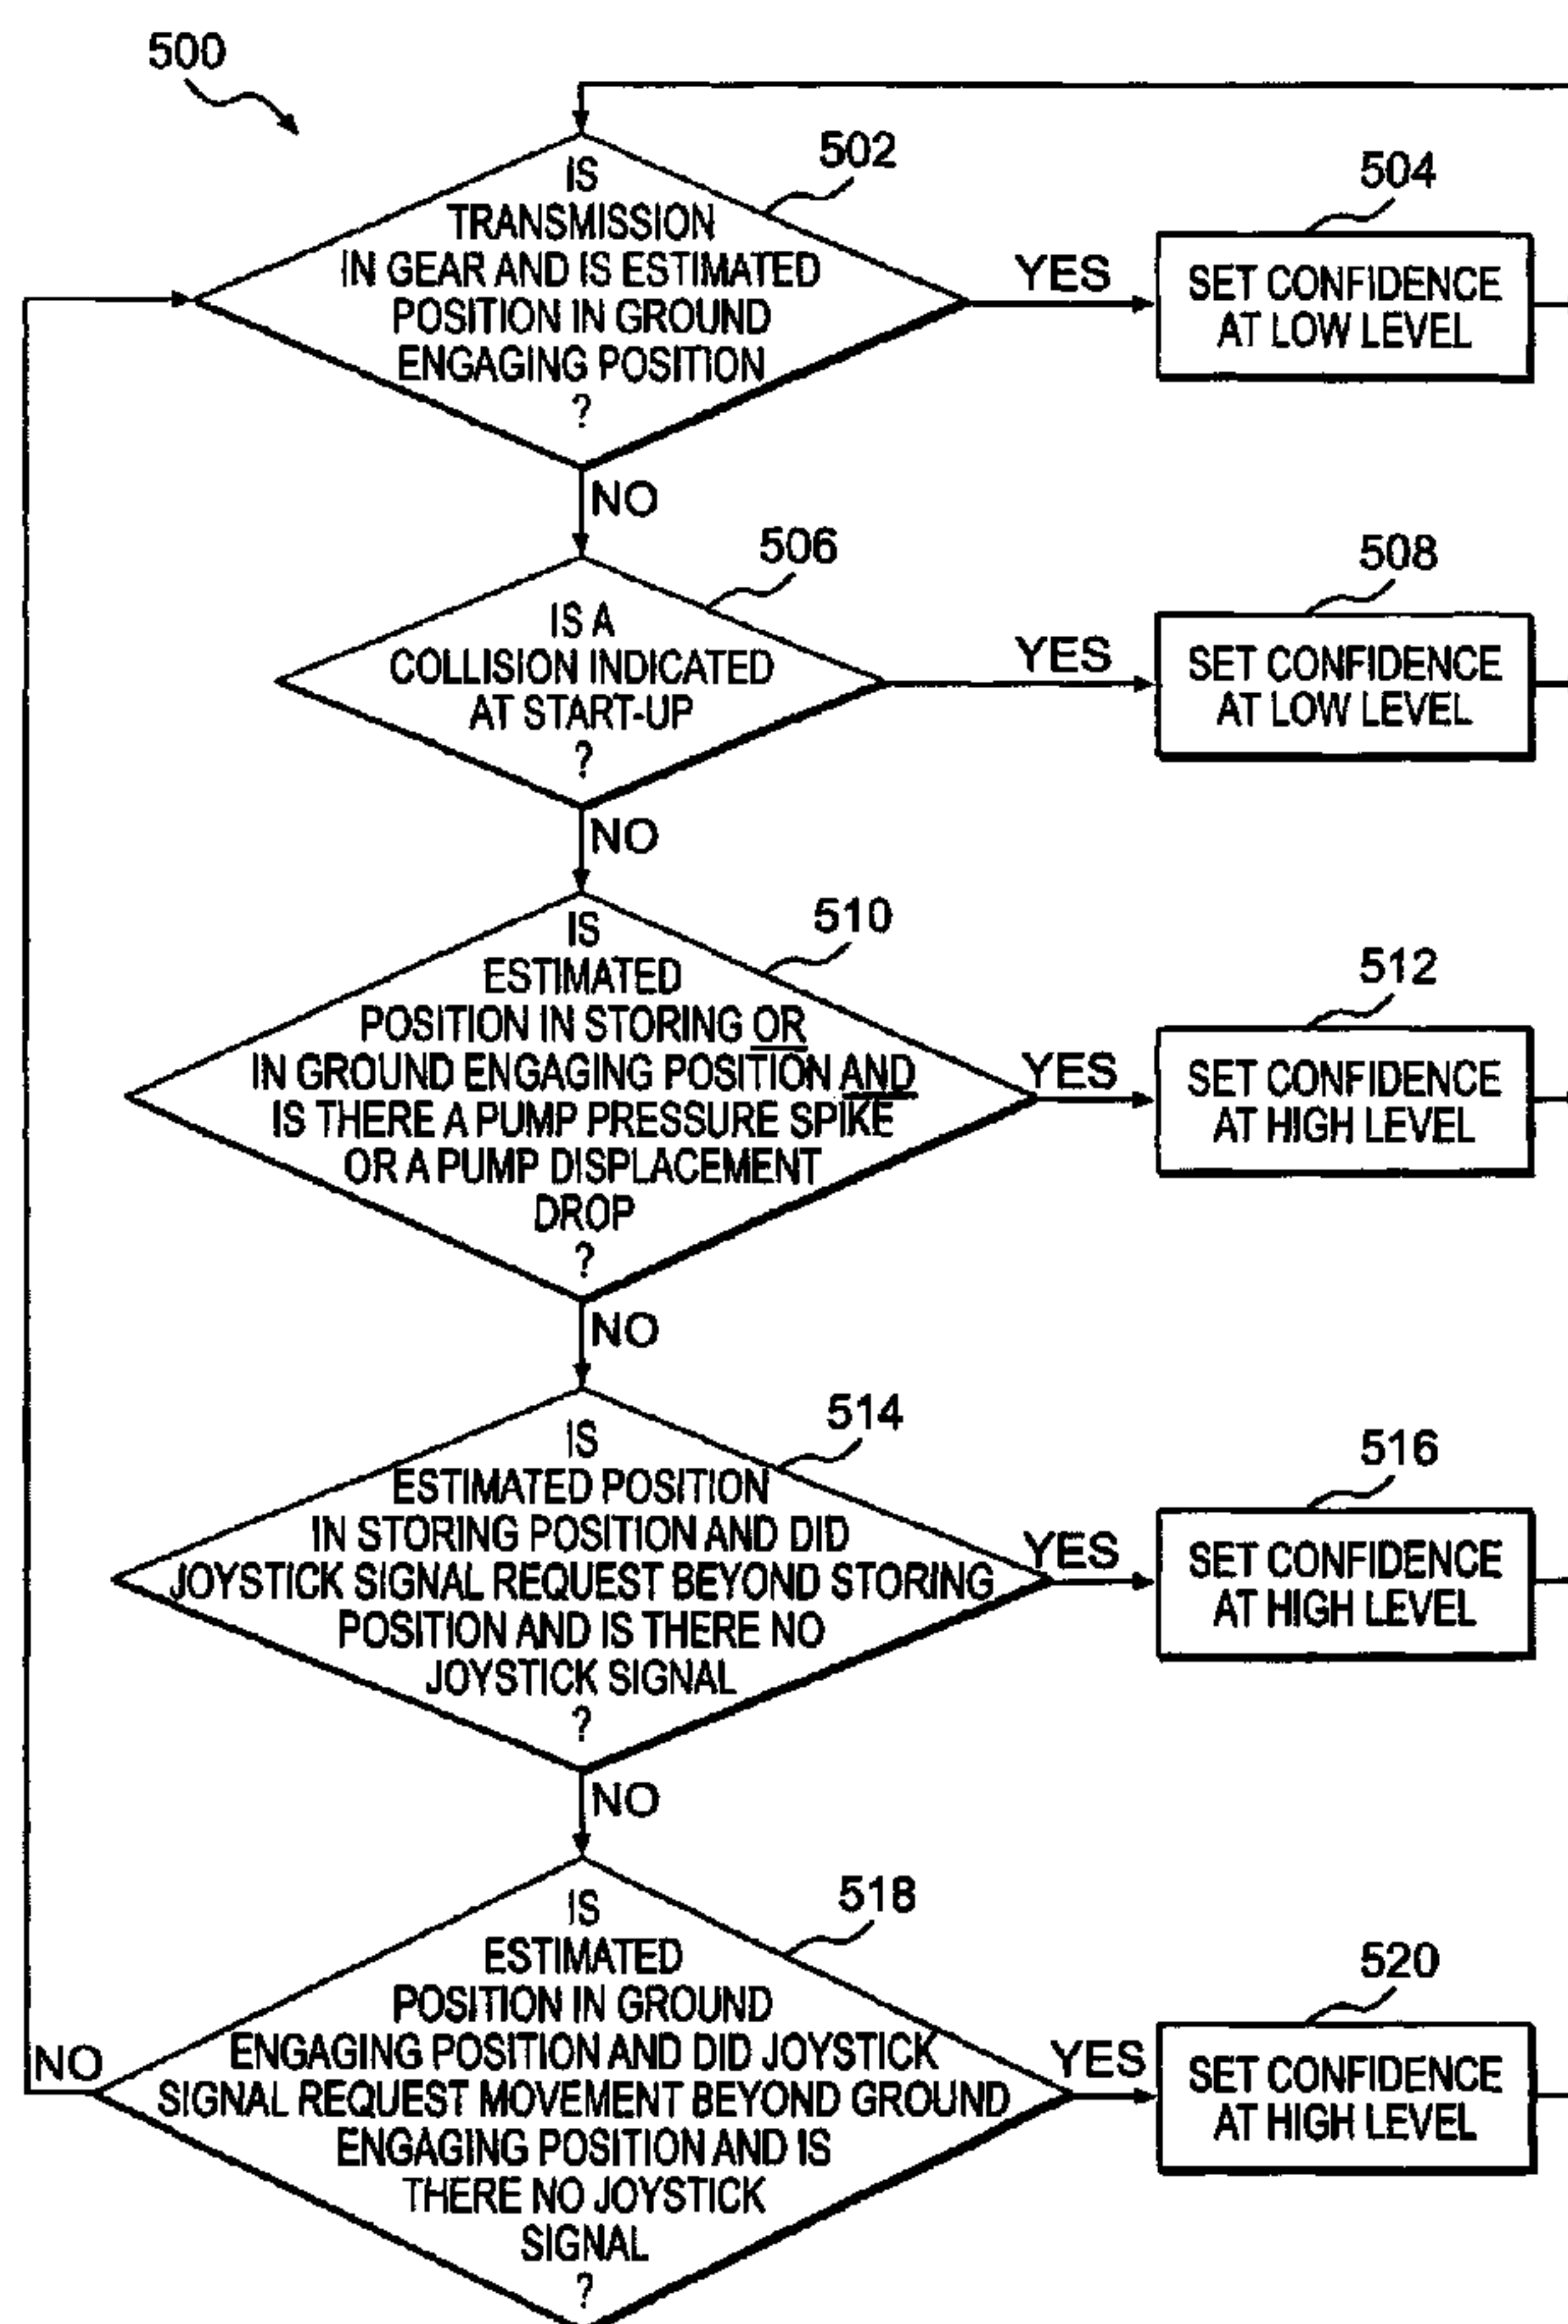 500
502
IS
TRANSMISSION
IN GEAR AND IS ESTIMATED
POSITION IN GROUND
ENGAGING POSITION
?
YES
504
SET CONFIDENCE
AT LOW LEVEL
NO
506
IS A
COLLISION INDICATED
AT START-UP
?
YES
508
SET CONFIDENCE
AT LOW LEVEL
NO
510
IS
ESTIMATED
POSITION IN STORING OR
IN GROUND ENGAGING POSITION AND
IS THERE A PUMP PRESSURE SPIKE
OR A PUMP DISPLACEMENT
DROP
?
YES
512
SET CONFIDENCE
AT HIGH LEVEL
NO
514
IS
ESTIMATED POSITION
IN STORING POSITION AND DID
JOYSTICK SIGNAL REQUEST BEYOND STORING
POSITION AND IS THERE NO
JOYSTICK SIGNAL
?
YES
516
SET CONFIDENCE
AT HIGH LEVEL
NO
518
IS
ESTIMATED
POSITION IN GROUND
ENGAGING POSITION AND DID JOYSTICK
SIGNAL REQUEST MOVEMENT BEYOND GROUND
ENGAGING POSITION AND IS
THERE NO JOYSTICK
SIGNAL
?
YES
520
SET CONFIDENCE
AT HIGH LEVEL
NO